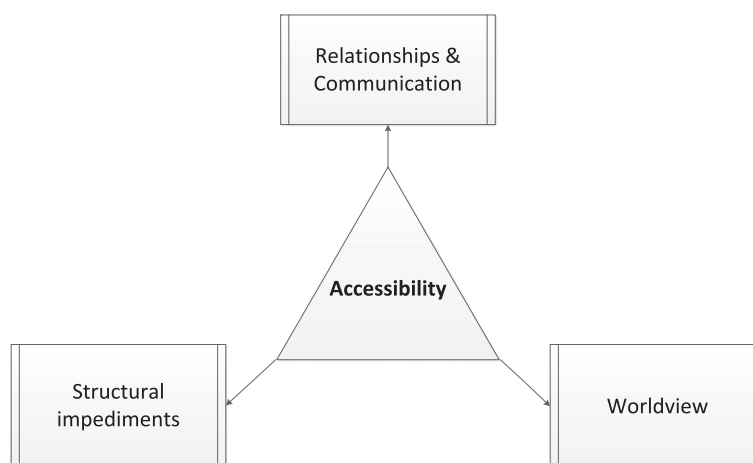 Relationships &
Communication
Accessibility
Structural
impediments
Worldview